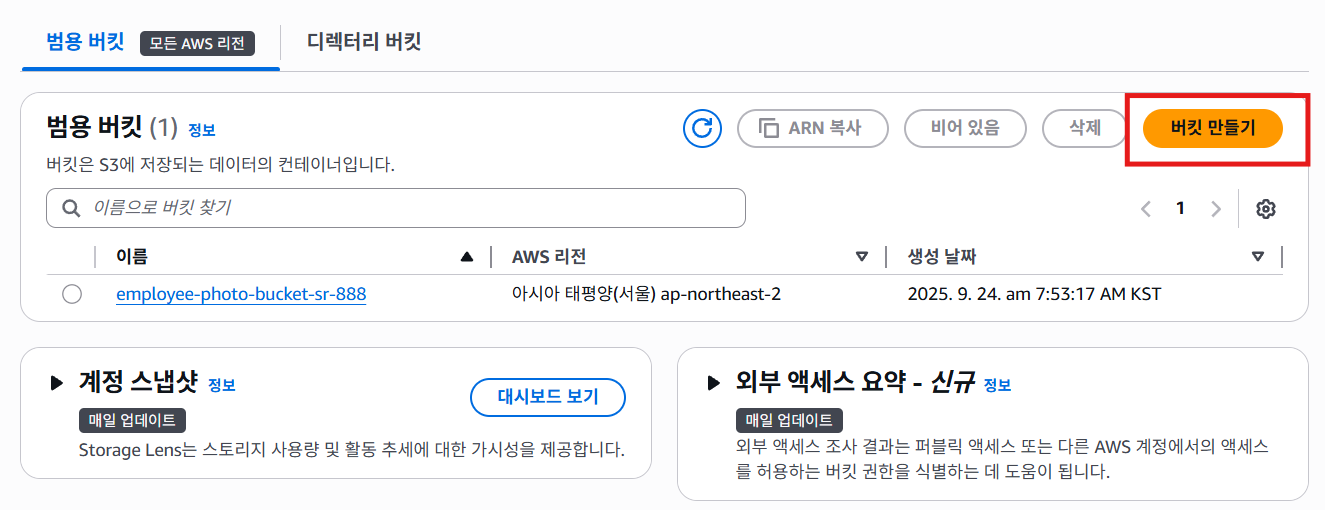 범용 버킷 모든 AWS 리전 디렉터리 버킷
범용 버킷 (1) 정보 ARN 복사 비어 있음 삭제 버킷 만들기
버킷은 S3에 저장되는 데이터의 컨테이너입니다.
이름으로 버킷 찾기 1
이름 AWS 리전 생성 날짜
employee-photo-bucket-sr-888 아시아 태평양(서울) ap-northeast-2 2025. 9. 24. am 7:53:17 AM KST
계정 스냅샷 정보 대시보드 보기
매일 업데이트
Storage Lens는 스토리지 사용량 및 활동 추세에 대한 가시성을 제공합니다.
외부 액세스 요약 - 신규 정보
매일 업데이트
외부 액세스 조사 결과는 퍼블릭 액세스 또는 다른 AWS 계정에서의 액세스
를 허용하는 버킷 권한을 식별하는 데 도움이 됩니다.